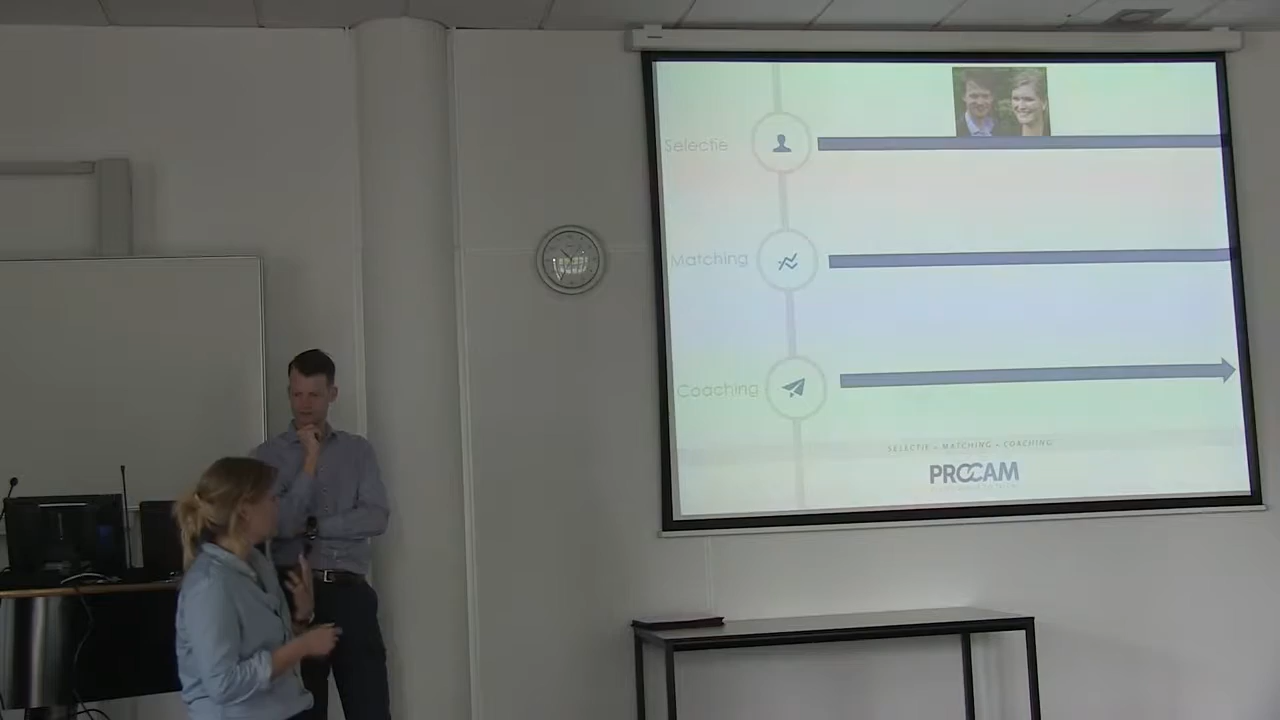 Selectie
Matching
Coaching
SELECTIE – MATCHING – COACHING
PROCAM